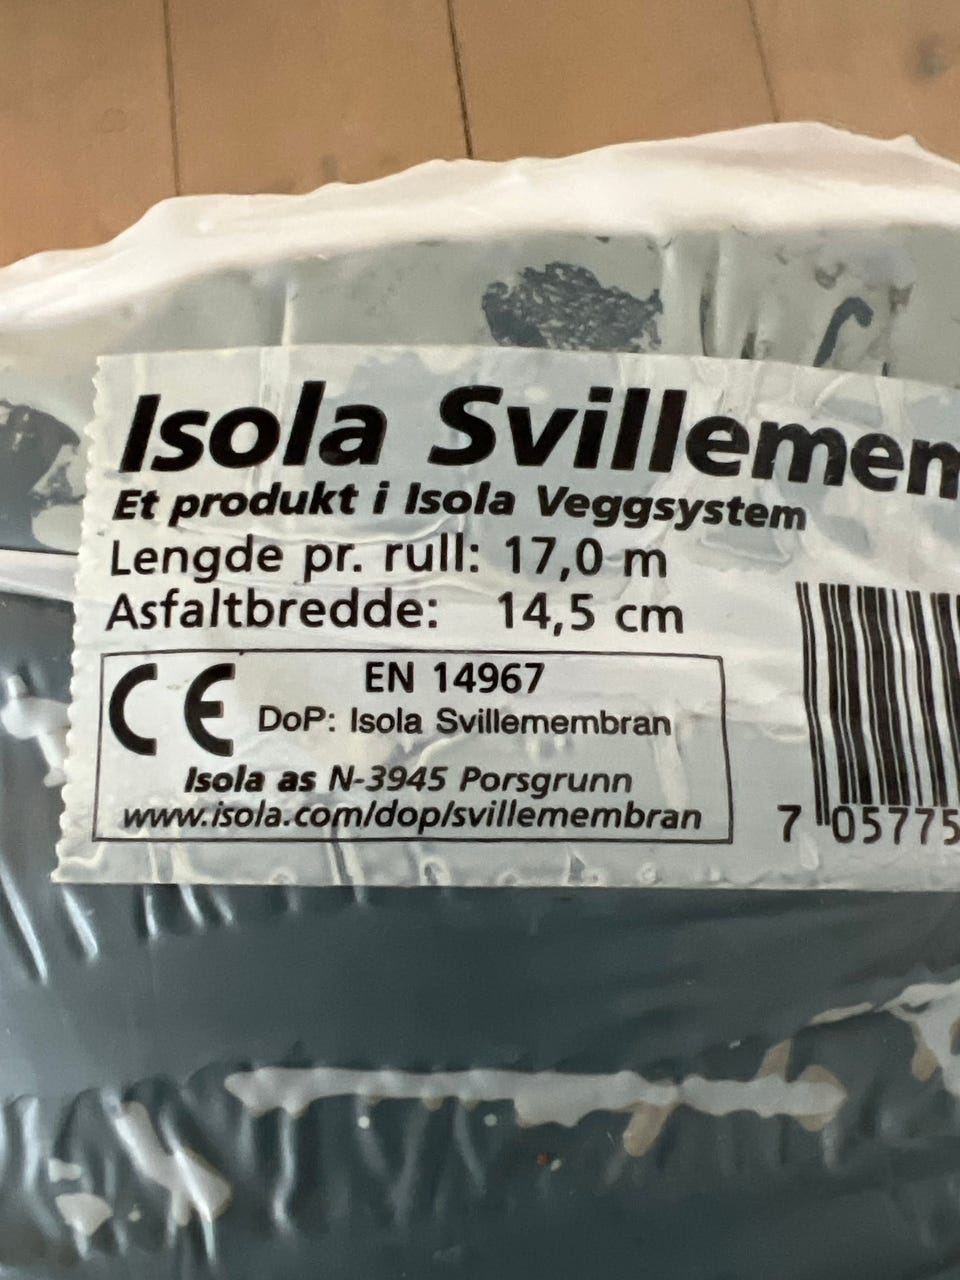 Isola Svillemem
Et produkt i Isola Veggsystem
Lengde pr. rull: 17,0 m
Asfaltbredde: 14,5 cm
CE
EN 14967
DoP: Isola Svillemembran
Isola as N-3945 Porsgrunn
www.isola.com/dop/svillemembran
7 05775